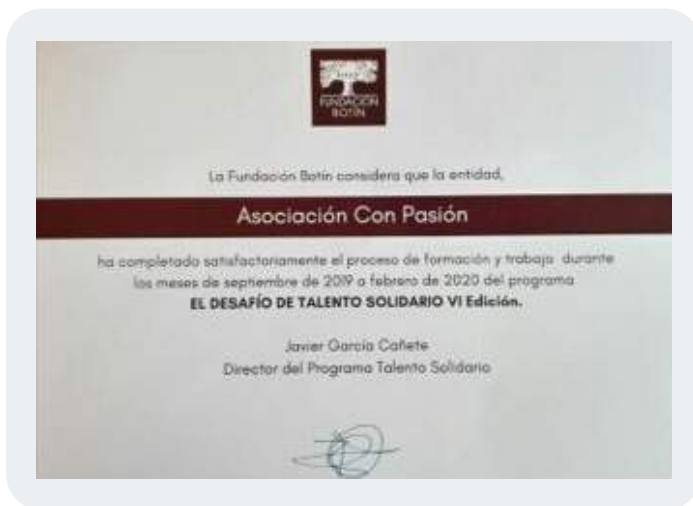 FUNDACIÓN
BOTÍN
La Fundación Botín considera que la entidad,
Asociación Con Pasión
ha completado satisfactoriamente el proceso de formación y trabajo durante
los meses de septiembre de 2019 a febrero de 2020 del programa
EL DESAFÍO DE TALENTO SOLIDARIO VI Edición.
Javier García Cañete
Director del Programa Talento Solidario